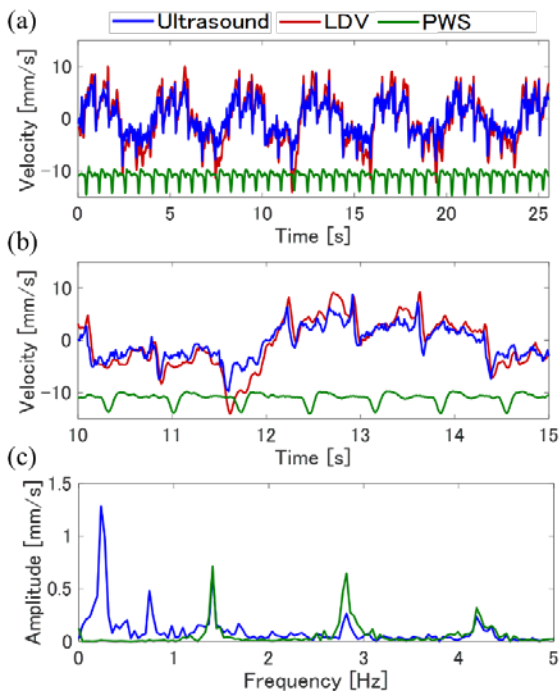 (a)
Ultrasound LDV PWS
Velocity [mm/s]
10
0
-10
0 5 10 15 20 25
Time [s]
(b)
Velocity [mm/s]
10
0
-10
10 11 12 13 14 15
Time [s]
(c)
Amplitude [mm/s]
1.5
1
0.5
0
0 1 2 3 4 5
Frequency [Hz]